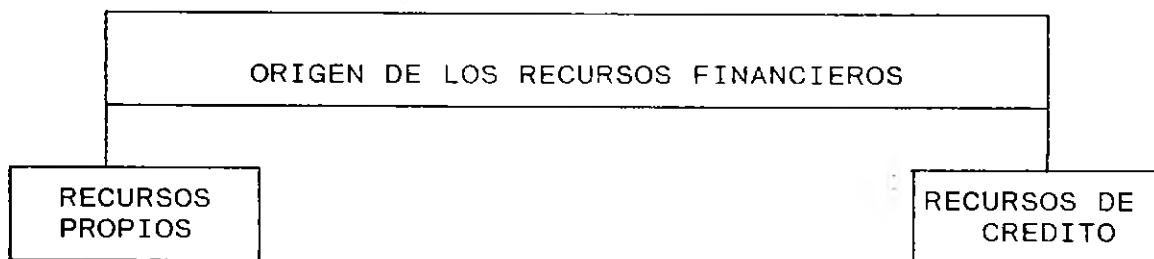 ORIGEN DE LOS RECURSOS FINANCIEROS
RECURSOS
PROPIOS
RECURSOS DE
CREDITO